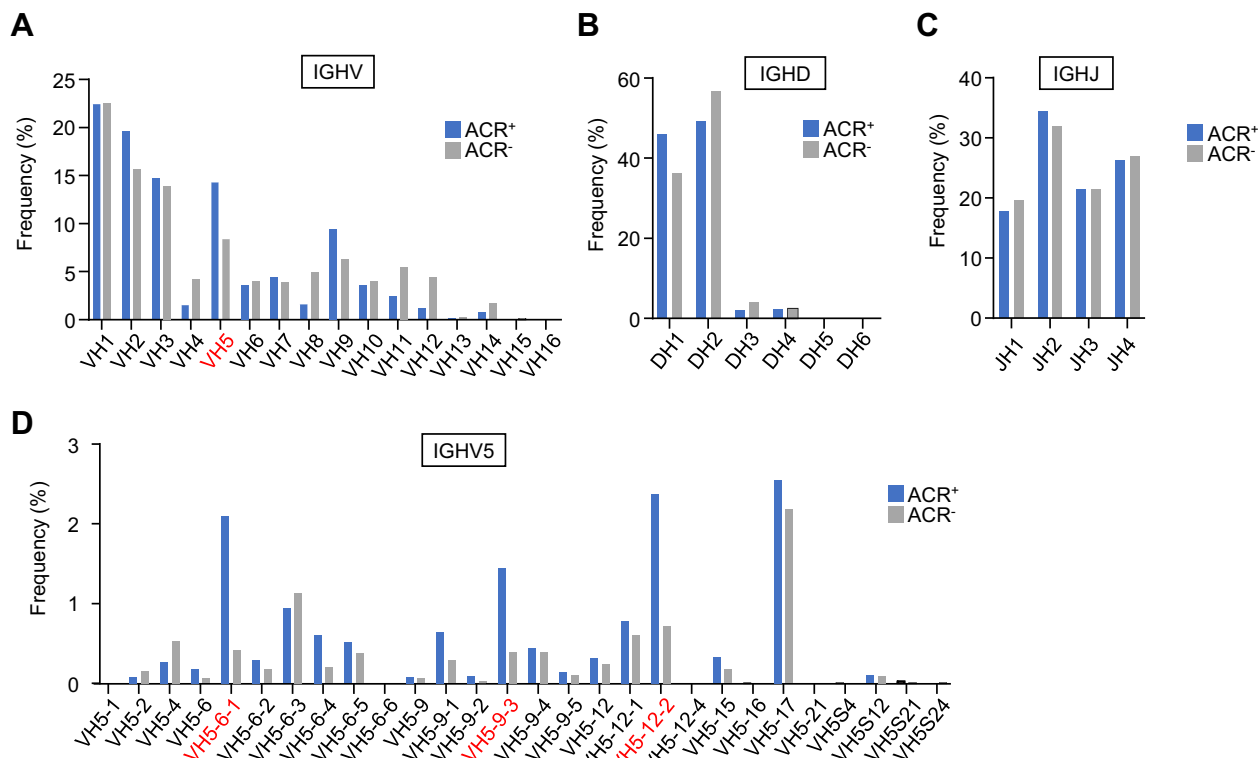 A
IGHV
Frequency (%)
25
20
15
10
5
0
ACR⁺
ACR⁻
VH1
VH2
VH3
VH4
VH5
VH6
VH7
VH8
VH9
VH10
VH11
VH12
VH13
VH14
VH15
VH16
B
IGHD
Frequency (%)
60
40
20
0
ACR⁺
ACR⁻
DH1
DH2
DH3
DH4
DH5
DH6
C
IGHJ
Frequency (%)
40
30
20
10
0
ACR⁺
ACR⁻
JH1
JH2
JH3
JH4
D
IGHV5
Frequency (%)
3
2
1
0
ACR⁺
ACR⁻
VH5-1
VH5-2
VH5-4
VH5-6
VH5-6-1
VH5-6-2
VH5-6-3
VH5-6-4
VH5-6-5
VH5-6-6
VH5-9
VH5-9-1
VH5-9-2
VH5-9-3
VH5-9-4
VH5-9-5
VH5-12
VH5-12-1
VH5-12-2
VH5-12-4
VH5-15
VH5-16
VH5-17
VH5-21
VH5S4
VH5S12
VH5S21
VH5S24